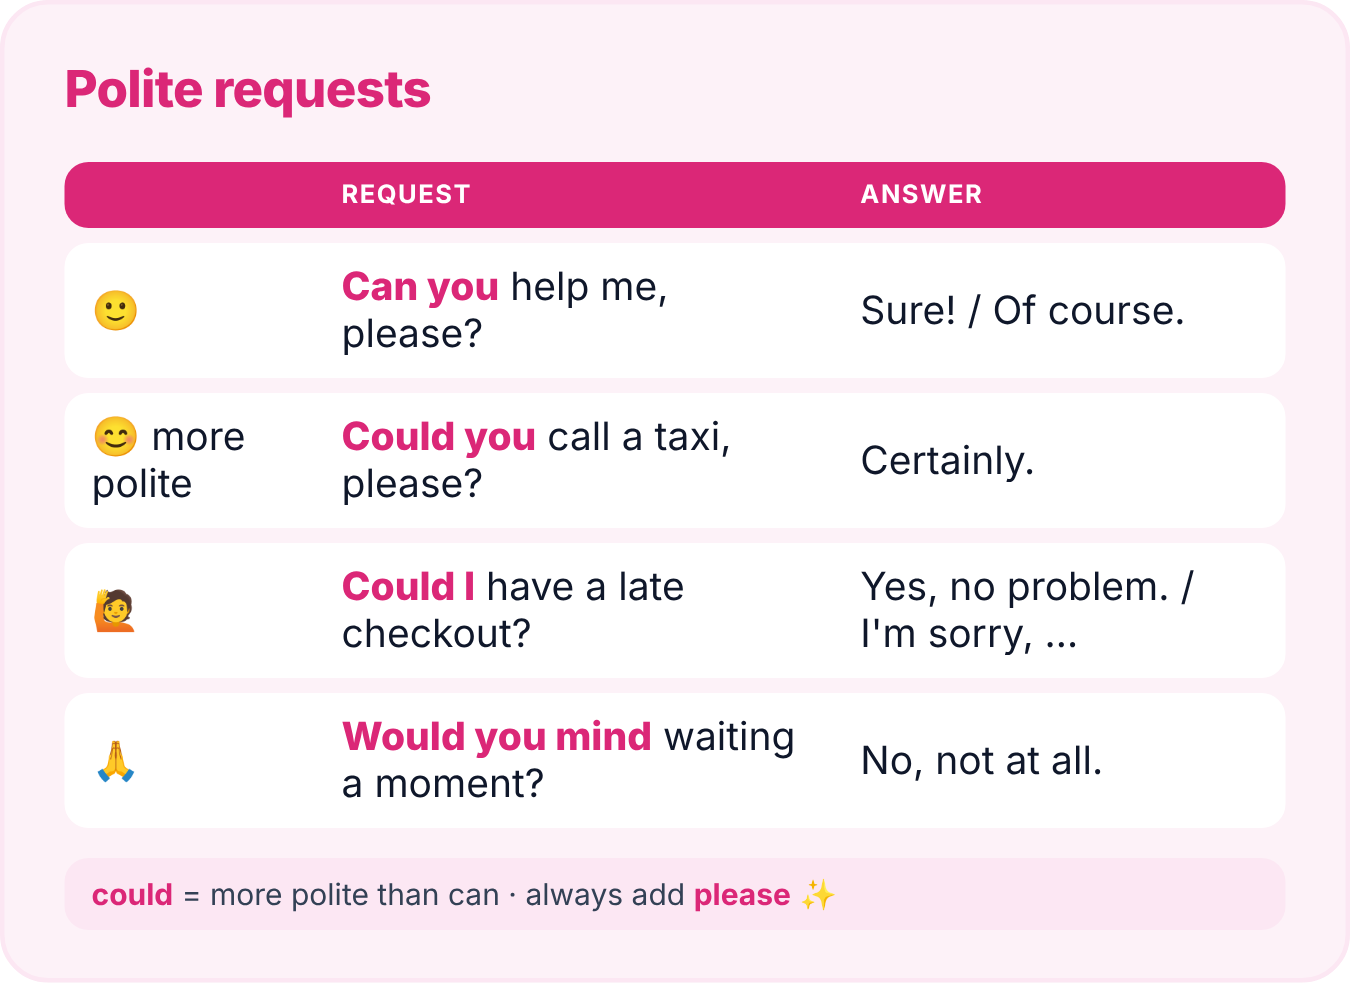 Polite requests
REQUEST ANSWER
🙂 Can you help me, please? Sure! / Of course.
😊 more polite Could you call a taxi, please? Certainly.
🙋 Could I have a late checkout? Yes, no problem. / I'm sorry, ...
🙏 Would you mind waiting a moment? No, not at all.
could = more polite than can · always add please ✨